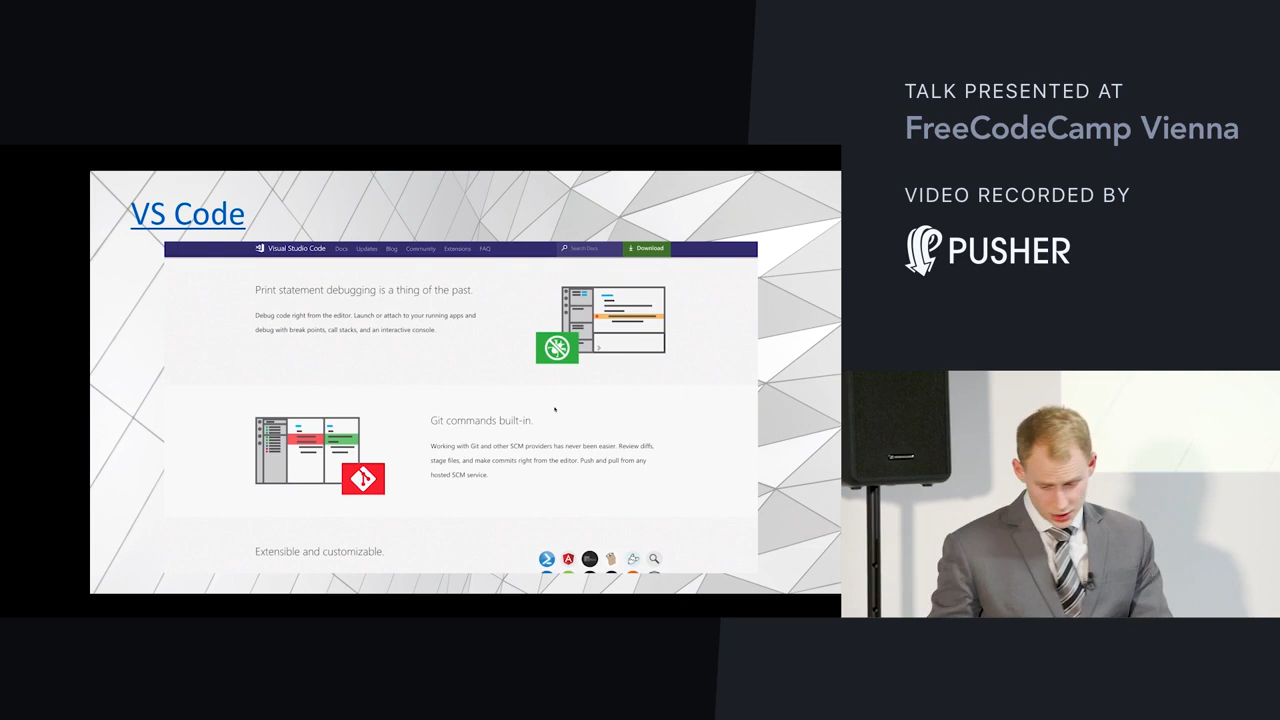 TALK PRESENTED AT
FreeCodeCamp Vienna
VIDEO RECORDED BY
PUSHER
VS Code
Visual Studio Code Docs Updates Blog Community Extensions FAQ Search Docs Download
Print statement debugging is a thing of the past.
Debug code right from the editor. Launch or attach to your running apps and
debug with break points, call stacks, and an interactive console.
Git commands built-in.
Working with Git and other SCM providers has never been easier. Review diffs,
stage files, and make commits right from the editor. Push and pull from any
hosted SCM service.
Extensible and customizable.